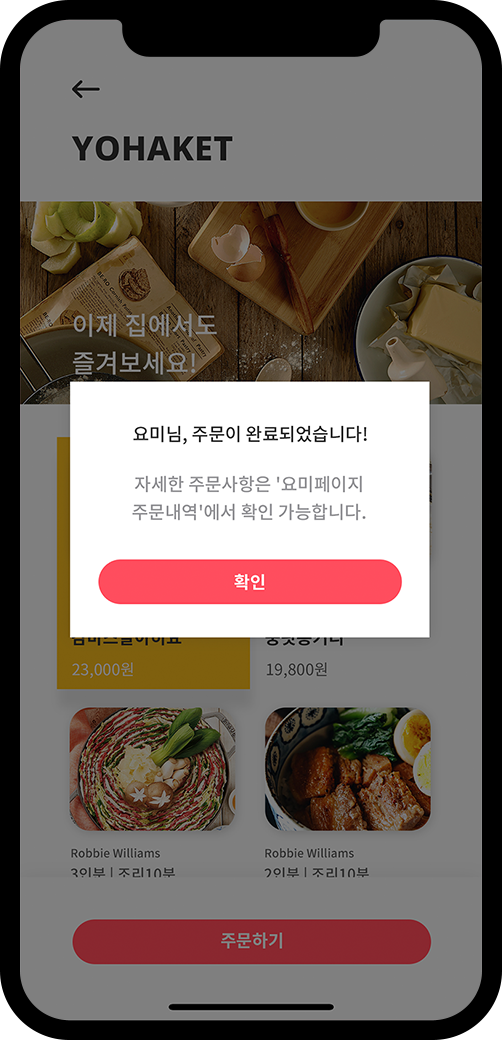 YOHAKET
이제 집에서도
즐겨보세요!
요미님, 주문이 완료되었습니다!
자세한 주문사항은 '요미페이지
주문내역'에서 확인 가능합니다.
확인
23,000원
19,800원
Robbie Williams
Robbie Williams
3인분 | 조리10분
2인분 | 조리10분
주문하기